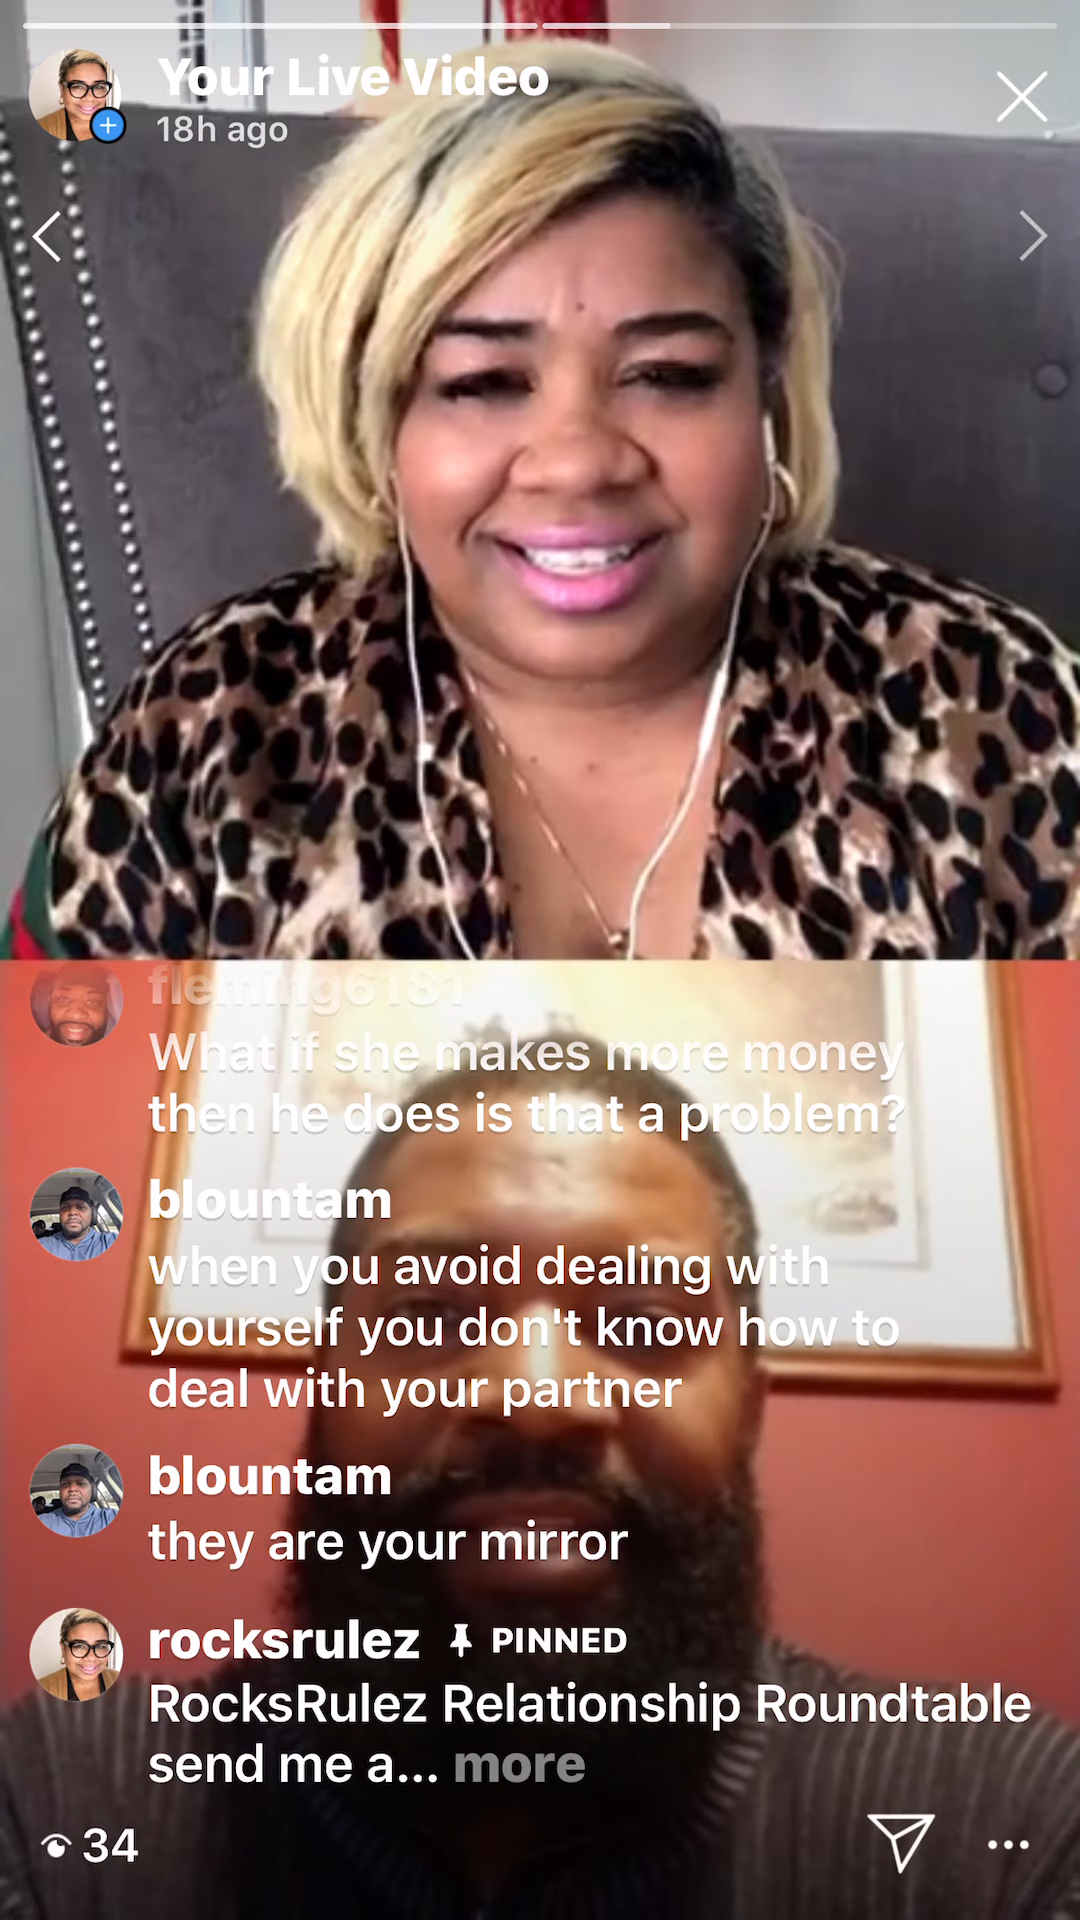 Your Live Video
18h ago
fleming6181
What if she makes more money
then he does is that a problem?
blountam
when you avoid dealing with
yourself you don't know how to
deal with your partner
blountam
they are your mirror
rocksrulez PINNED
RocksRulez Relationship Roundtable
send me a... more
34